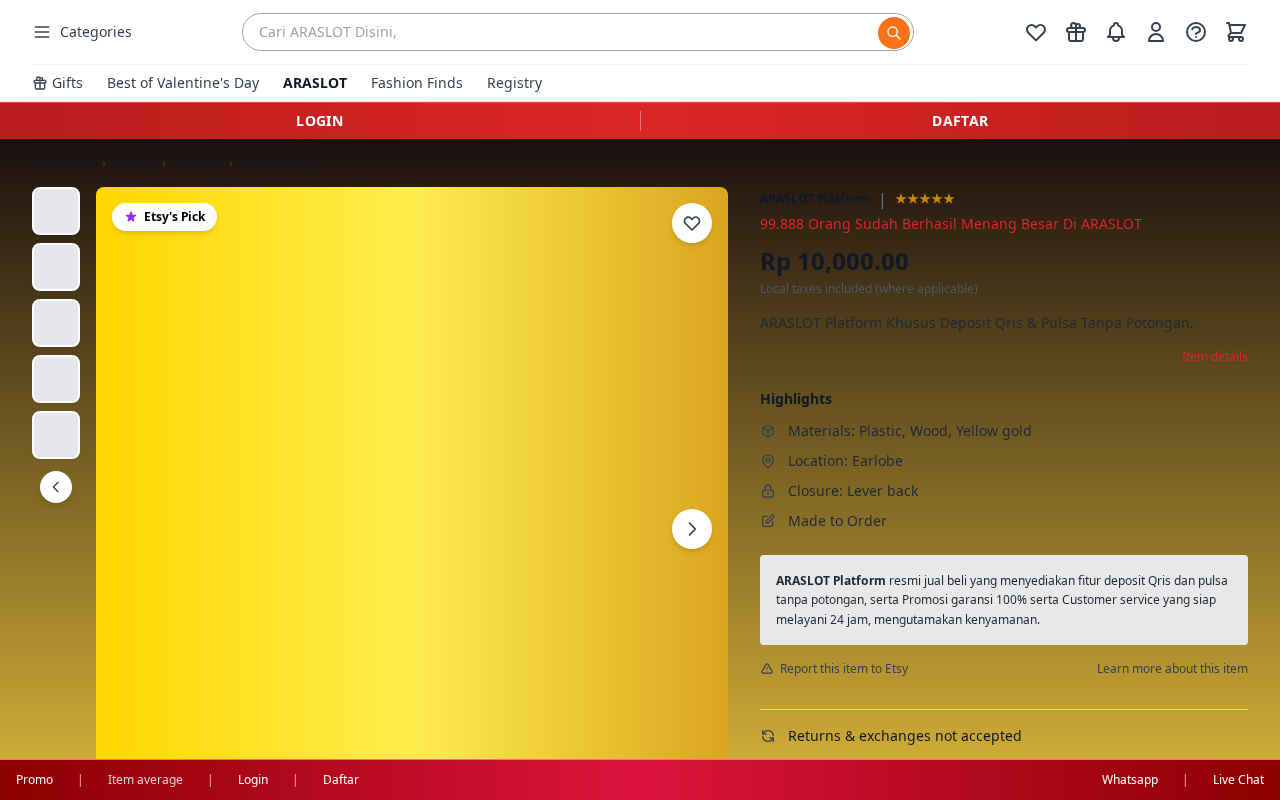 Categories
Cari ARASLOT Disini,
Gifts
Best of Valentine's Day
ARASLOT
Fashion Finds
Registry
LOGIN
DAFTAR
Etsy's Pick
ARASLOT Platform | ★★★★★
99.888 Orang Sudah Berhasil Menang Besar Di ARASLOT
Rp 10,000.00
Local taxes included (where applicable)
ARASLOT Platform Khusus Deposit Qris & Pulsa Tanpa Potongan.
Item details
Highlights
Materials: Plastic, Wood, Yellow gold
Location: Earlobe
Closure: Lever back
Made to Order
ARASLOT Platform resmi jual beli yang menyediakan fitur deposit Qris dan pulsa
tanpa potongan, serta Promosi garansi 100% serta Customer service yang siap
melayani 24 jam, mengutamakan kenyamanan.
Report this item to Etsy
Learn more about this item
Returns & exchanges not accepted
Promo | Item average | Login | Daftar
Whatsapp | Live Chat